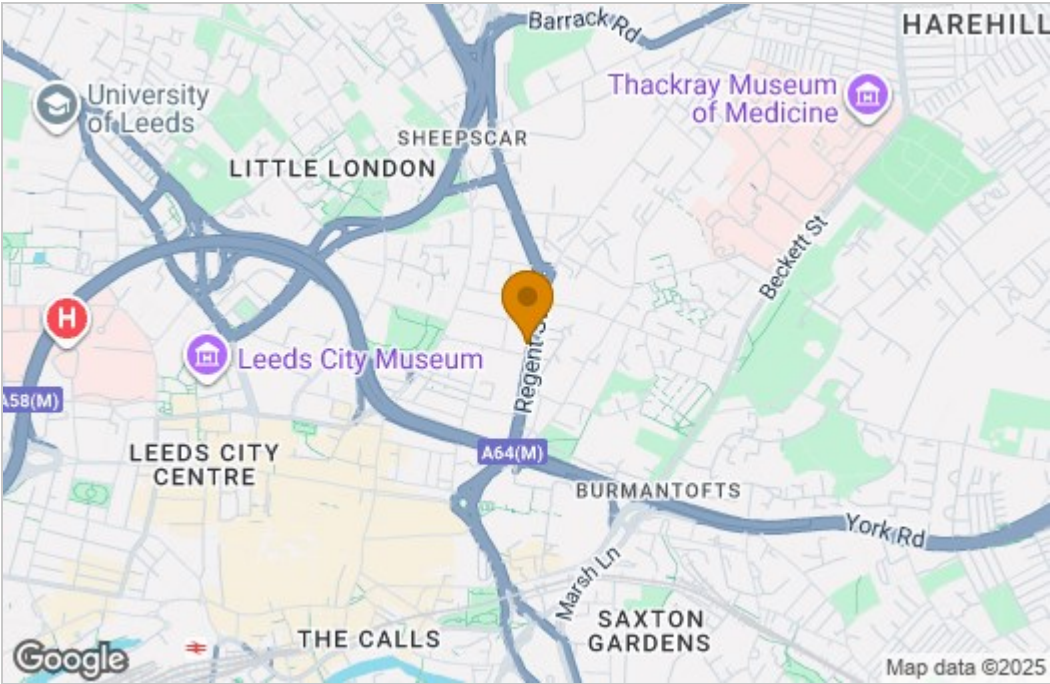 Barrack Rd
HAREHILL
University
of Leeds
Thackray Museum
of Medicine
SHEEPSCAR
LITTLE LONDON
Beckett St
H
Leeds City Museum
Regent S
A58(M)
A64(M)
LEEDS CITY
CENTRE
BURMANTOFTS
York Rd
Marsh Ln
SAXTON
GARDENS
THE CALLS
Google
Map data ©2025